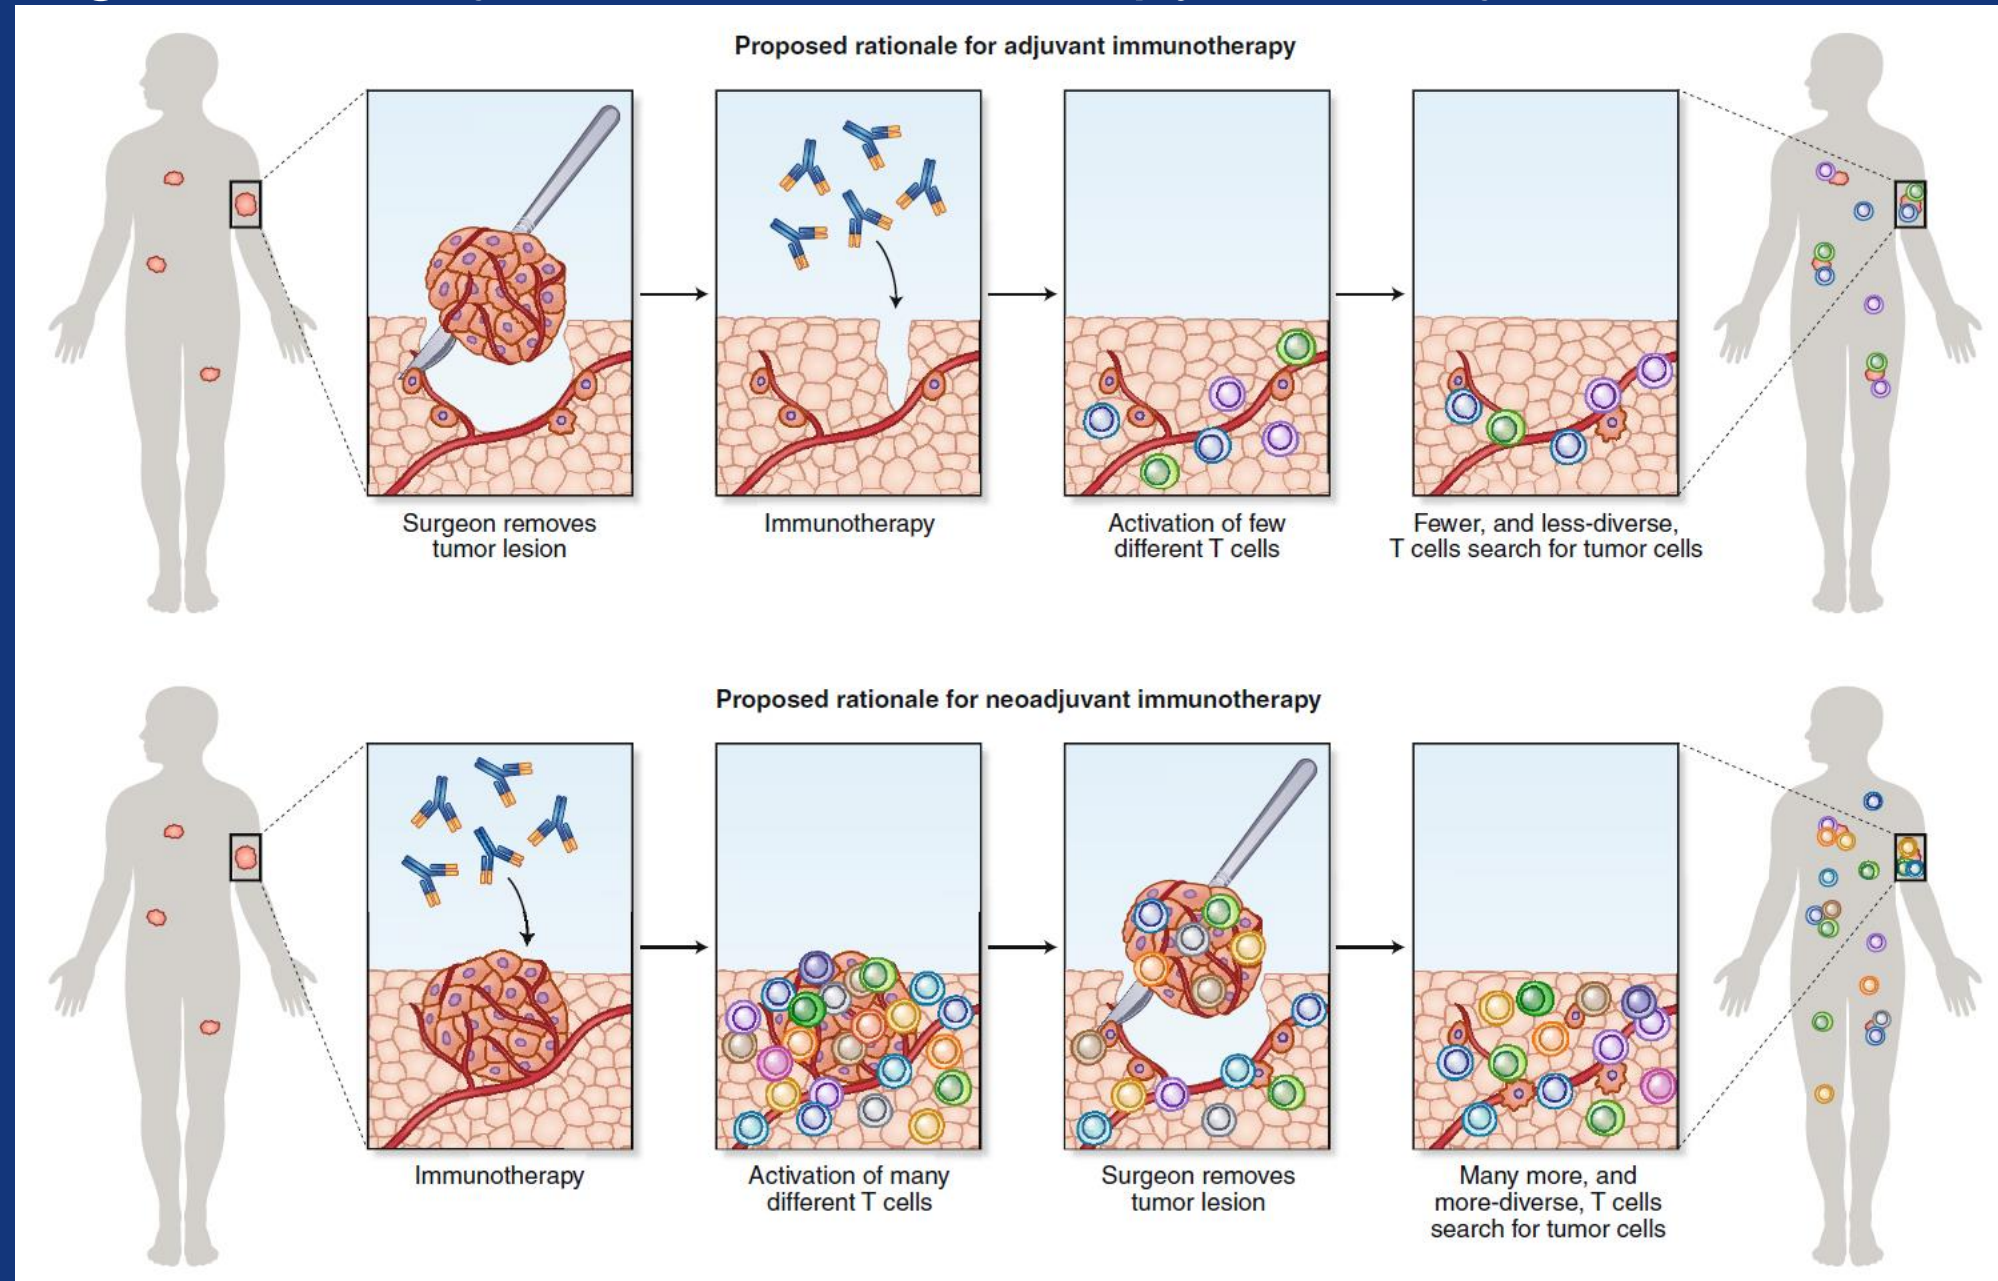 Proposed rationale for adjuvant immunotherapy
Surgeon removes
tumor lesion
Immunotherapy
Activation of few
different T cells
Fewer, and less-diverse,
T cells search for tumor cells
Proposed rationale for neoadjuvant immunotherapy
Immunotherapy
Activation of many
different T cells
Surgeon removes
tumor lesion
Many more, and
more-diverse, T cells
search for tumor cells